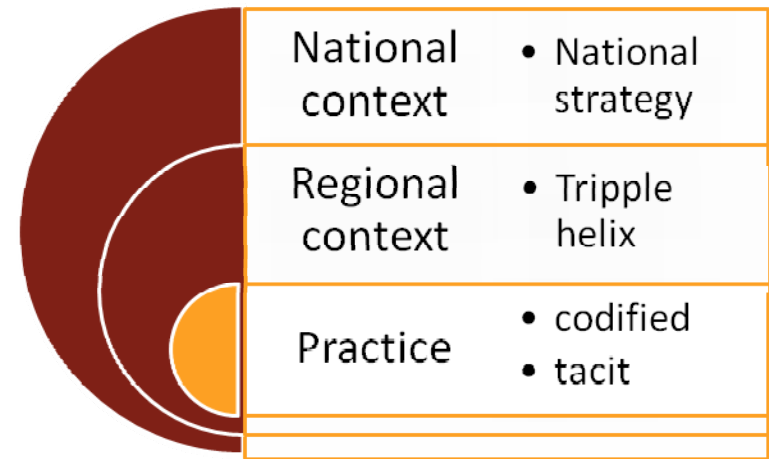 National
context
• National
strategy
Regional
context
• Tripple
helix
Practice
• codified
• tacit